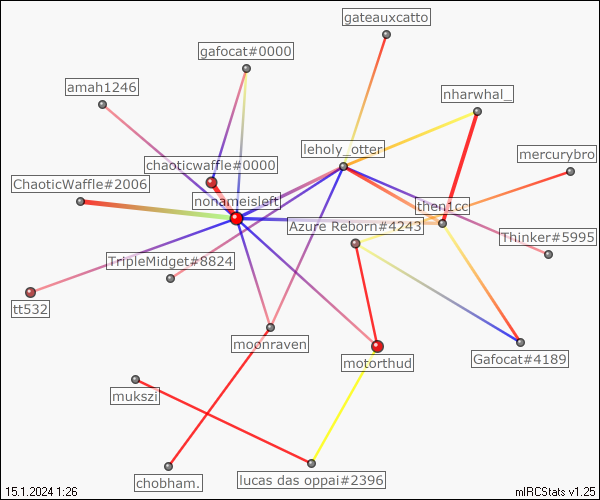 gateauxcatto
gafocat#0000
amah1246
nharwhal_
leholy_otter
mercurybro
chaoticwaffle#0000
ChaoticWaffle#2006
nohameisleft
then1cc
Azure Reborn#4243
Thinker#5995
TripleMidget#8824
tt532
moonraven
motorthud
Gafocat#4189
mukszi
chobham.
lucas das oppai#2396
15.1.2024 1:26
mIRCStats v1.25